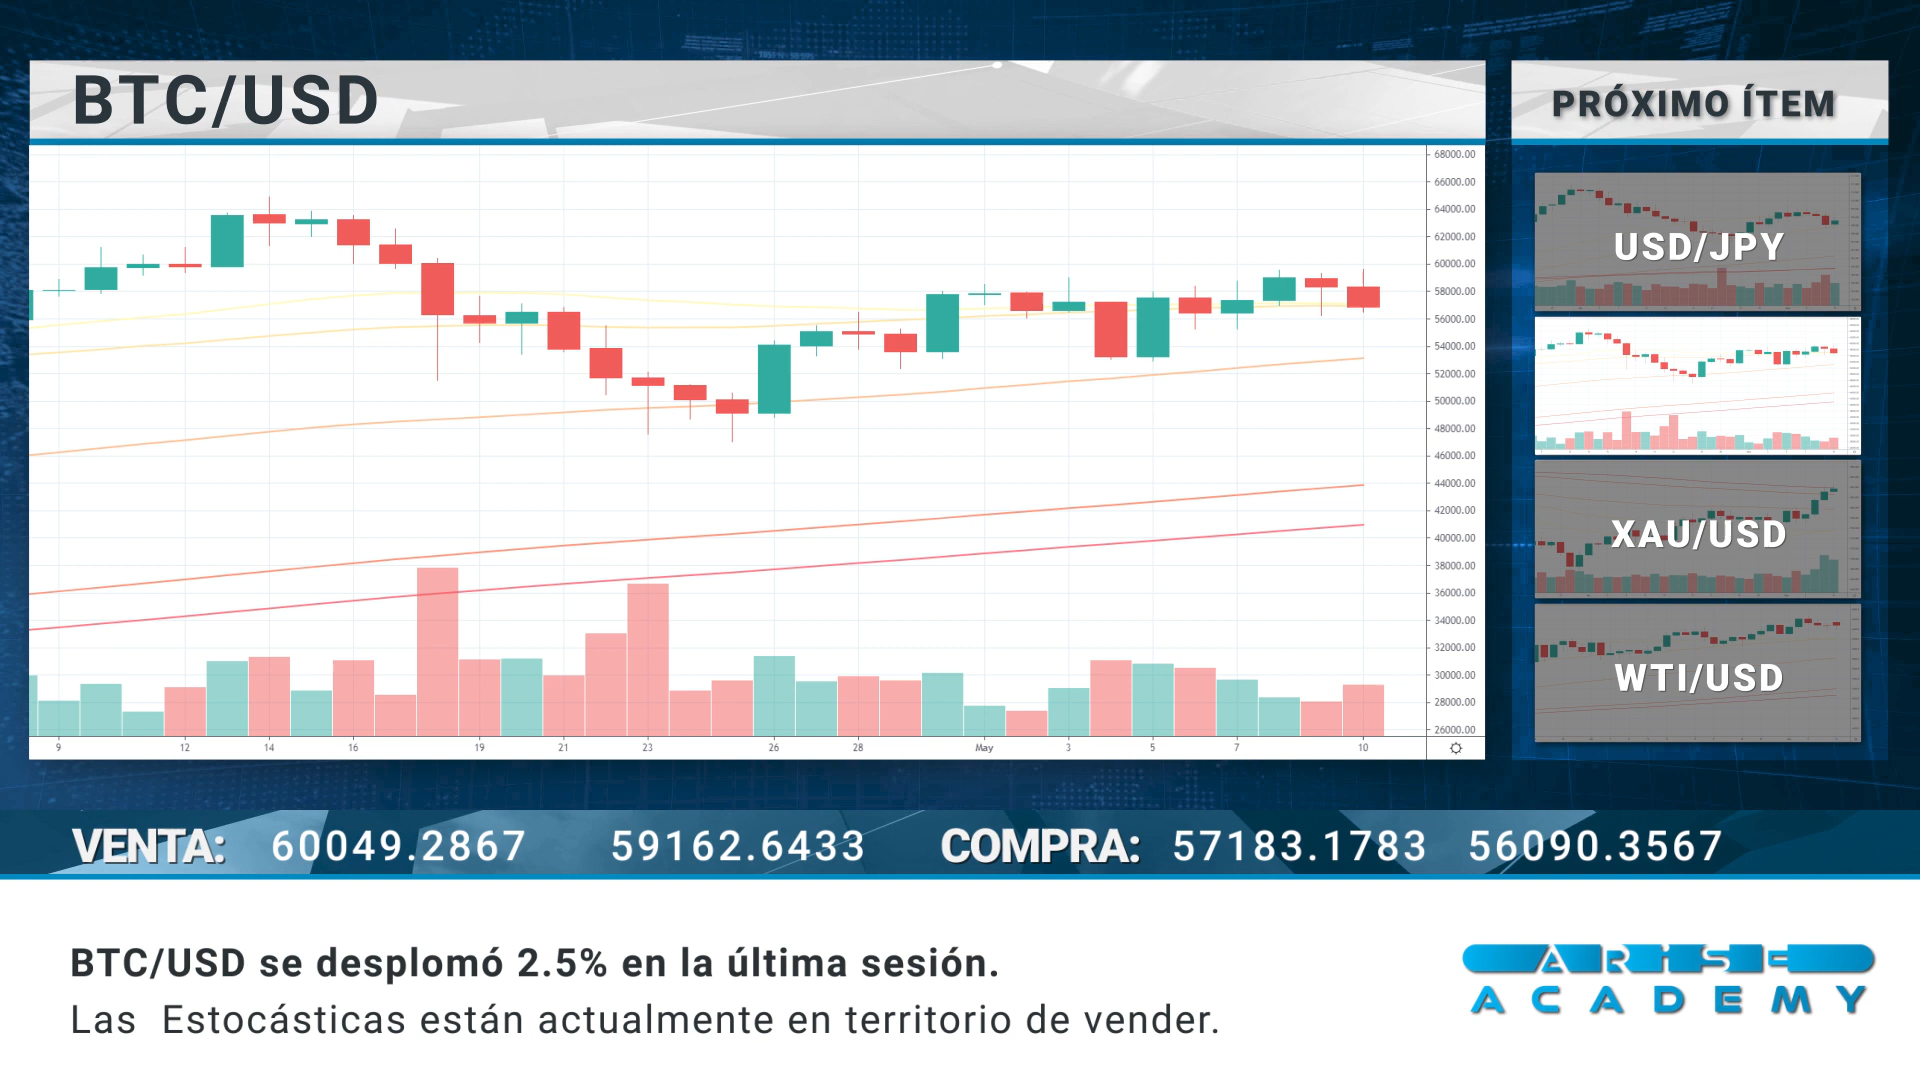 BTC/USD
PRÓXIMO ÍTEM
68000.00
66000.00
64000.00
62000.00
60000.00
58000.00
56000.00
54000.00
52000.00
50000.00
48000.00
46000.00
44000.00
42000.00
40000.00
38000.00
36000.00
34000.00
32000.00
30000.00
28000.00
26000.00
9 12 14 16 19 21 23 26 28 May 3 5 7 10
USD/JPY
XAU/USD
WTI/USD
VENTA: 60049.2867 59162.6433 COMPRA: 57183.1783 56090.3567
BTC/USD se desplomó 2.5% en la última sesión.
Las Estocásticas están actualmente en territorio de vender.
ARISE
ACADEMY